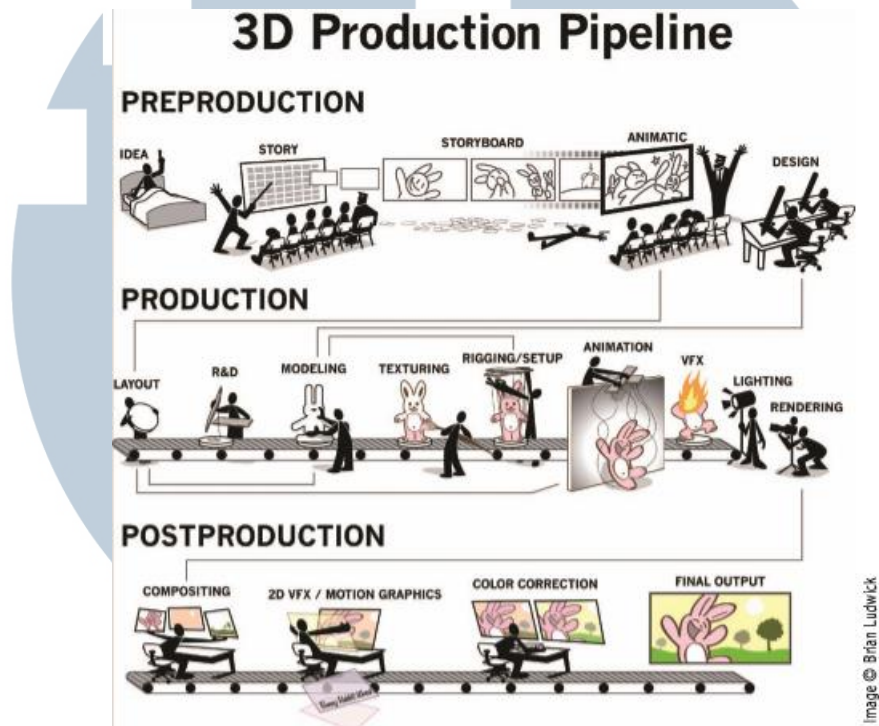 3D Production Pipeline
PREPRODUCTION
IDEA
STORY
STORYBOARD
ANIMATIC
DESIGN
PRODUCTION
LAYOUT
R&D
MODELING
TEXTURING
RIGGING/SETUP
ANIMATION
VFX
LIGHTING
RENDERING
POSTPRODUCTION
COMPOSITING
2D VFX / MOTION GRAPHICS
COLOR CORRECTION
FINAL OUTPUT
Image © Brian Ludwick